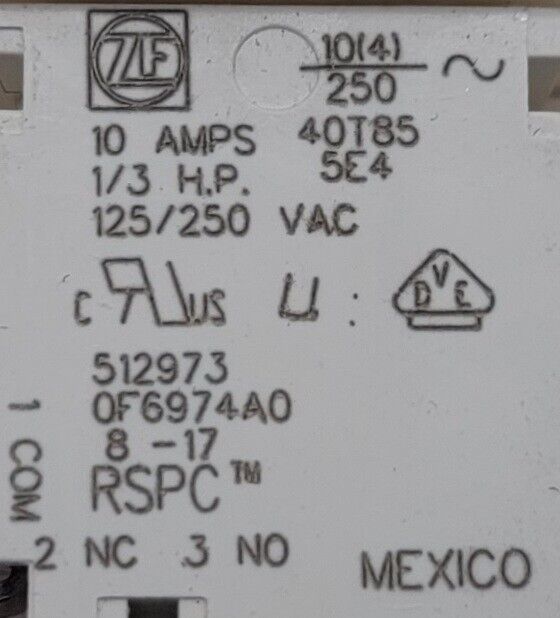 ZF
10(4)
250
10 AMPS 40T85
1/3 H.P. 5E4
125/250 VAC
c RU US
D V E
512973
0F6974A0
8 -17
RSPC™
1 COM
2 NC 3 NO
MEXICO